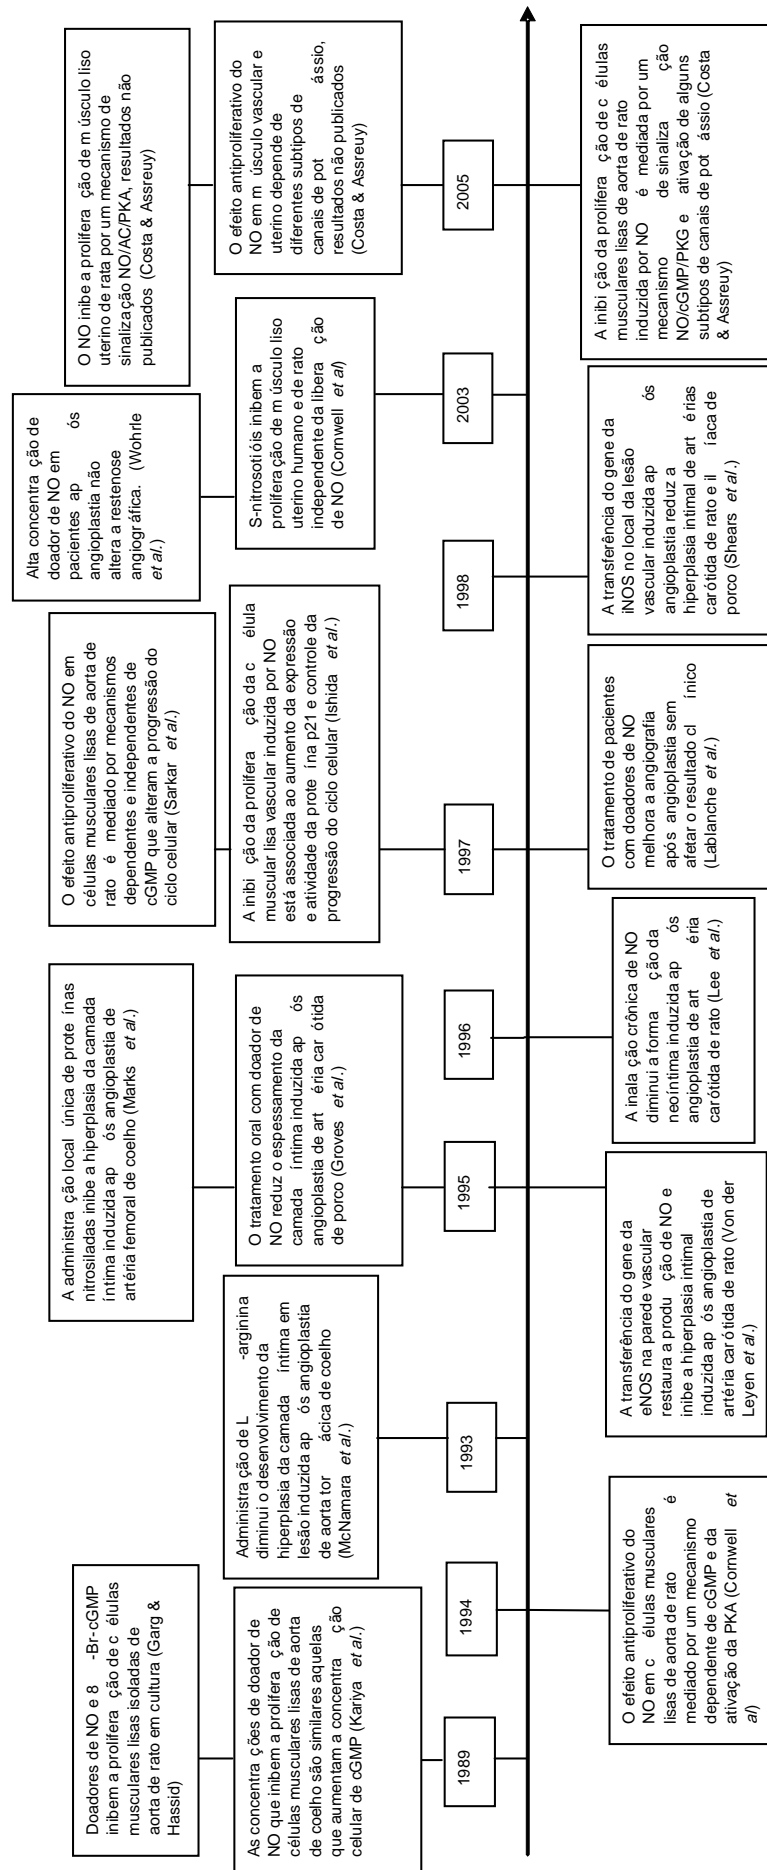 Doadores de NO e 8 -Br-cGMP
inibem a prolifera ção de c élulas
musculares lisas isoladas de
aorta de rato em cultura (Garg &
Hassid)
As concentra ções de doador de
NO que inibem a prolifera ção de
células musculares lisas de aorta
de coelho são similares aquelas
que aumentam a concentra ção
celular de cGMP (Kariya et al.)
1989
1994
O efeito antiproliferativo do
NO em c élulas musculares
lisas de aorta de rato é
mediado por um mecanismo
dependente de cGMP e da
ativação da PKA (Cornwell et
al)
Administra ção de L -arginina
diminui o desenvolvimento da
hiperplasia da camada íntima em
lesão induzida ap ós angioplastia
de aorta tor ácica de coelho
(McNamara et al.)
1993
A administra ção local única de prote ínas
nitrosiladas inibe a hiperplasia da camada
íntima induzida ap ós angioplastia de
artéria femoral de coelho (Marks et al.)
O tratamento oral com doador de
NO reduz o espessamento da
camada íntima induzida ap ós
angioplastia de art éria car ótida
de porco (Groves et al.)
1995
A transferência do gene da
eNOS na parede vascular
restaura a produ ção de NO e
inibe a hiperplasia intimal
induzida ap ós angioplastia de
artéria carótida de rato (Von der
Leyen et al.)
1996
A inala ção crônica de NO
diminui a forma ção da
neoíntima induzida ap ós
angioplastia de art éria
carótida de rato (Lee et al.)
O efeito antiproliferativo do NO em
células musculares lisas de aorta de
rato é mediado por mecanismos
dependentes e independentes de
cGMP que alteram a progressão do
ciclo celular (Sarkar et al.)
A inibi ção da prolifera ção da c élula
muscular lisa vascular induzida por NO
está associada ao aumento da expressão
e atividade da prote ína p21 e controle da
progressão do ciclo celular (Ishida et al.)
1997
O tratamento de pacientes
com doadores de NO
melhora a angiografia
após angioplastia sem
afetar o resultado cl ínico
(Lablanche et al.)
1998
A transferência do gene da
iNOS no local da lesão
vascular induzida ap ós
angioplastia reduz a
hiperplasia intimal de art érias
carótida de rato e il íaca de
porco (Shears et al.)
Alta concentra ção de
doador de NO em
pacientes ap ós
angioplastia não
altera a restenose
angiográfica. (Wohrle
et al.)
S-nitrosotióis inibem a
prolifera ção de m úsculo liso
uterino humano e de rato
independente da libera ção
de NO (Cornwell et al)
2003
O NO inibe a prolifera ção de m úsculo liso
uterino de rata por um mecanismo de
sinalização NO/AC/PKA, resultados não
publicados (Costa & Assreuy)
O efeito antiproliferativo do
NO em m úsculo vascular e
uterino depende de
diferentes subtipos de
canais de pot ássio,
resultados não publicados
(Costa & Assreuy)
2005
A inibi ção da prolifera ção de c élulas
musculares lisas de aorta de rato
induzida por NO é mediada por um
mecanismo de sinaliza ção
NO/cGMP/PKG e ativação de alguns
subtipos de canais de pot ássio (Costa
& Assreuy)